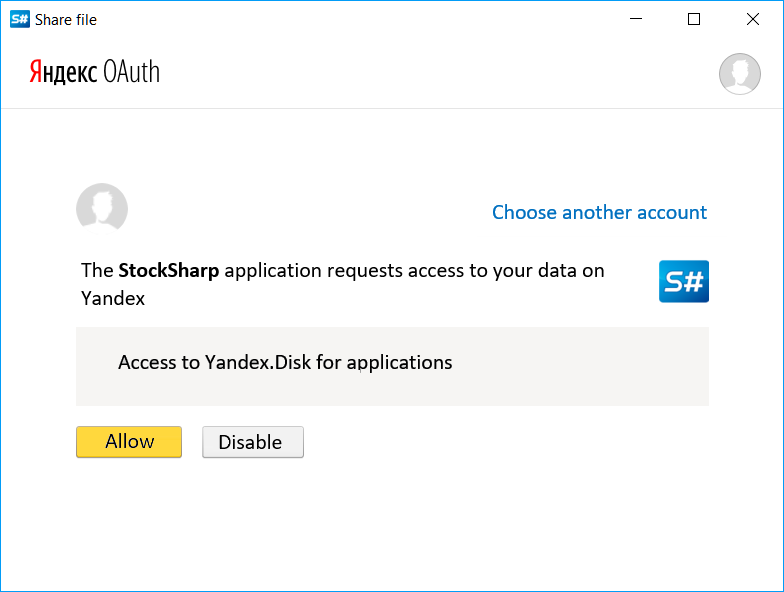 S# Share file
Яндекс OAuth
Choose another account
The StockSharp application requests access to your data on
Yandex
S#
Access to Yandex.Disk for applications
Allow Disable